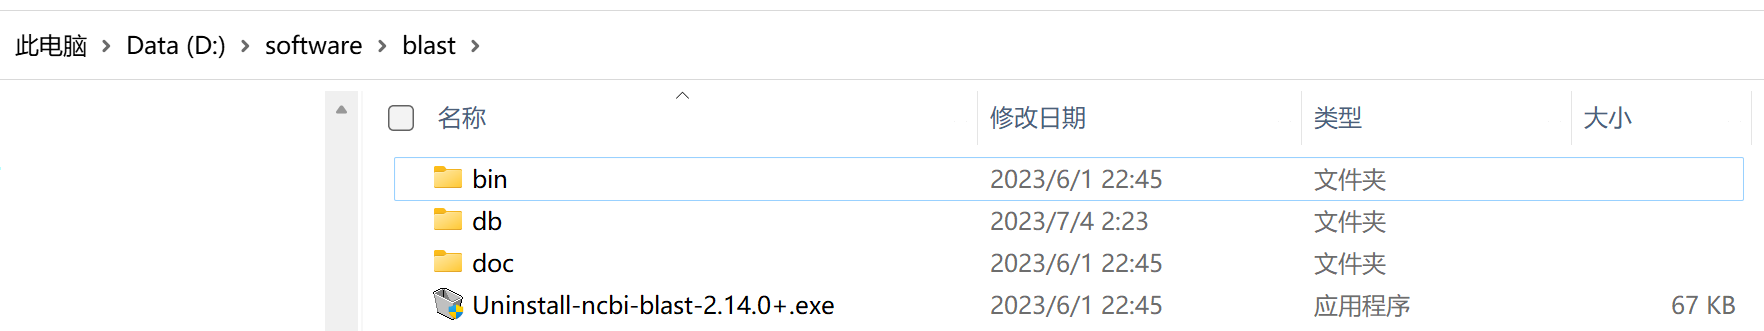 此电脑 > Data (D:) > software > blast >
名称 修改日期 类型 大小
bin 2023/6/1 22:45 文件夹
db 2023/7/4 2:23 文件夹
doc 2023/6/1 22:45 文件夹
Uninstall-ncbi-blast-2.14.0+.exe 2023/6/1 22:45 应用程序 67 KB